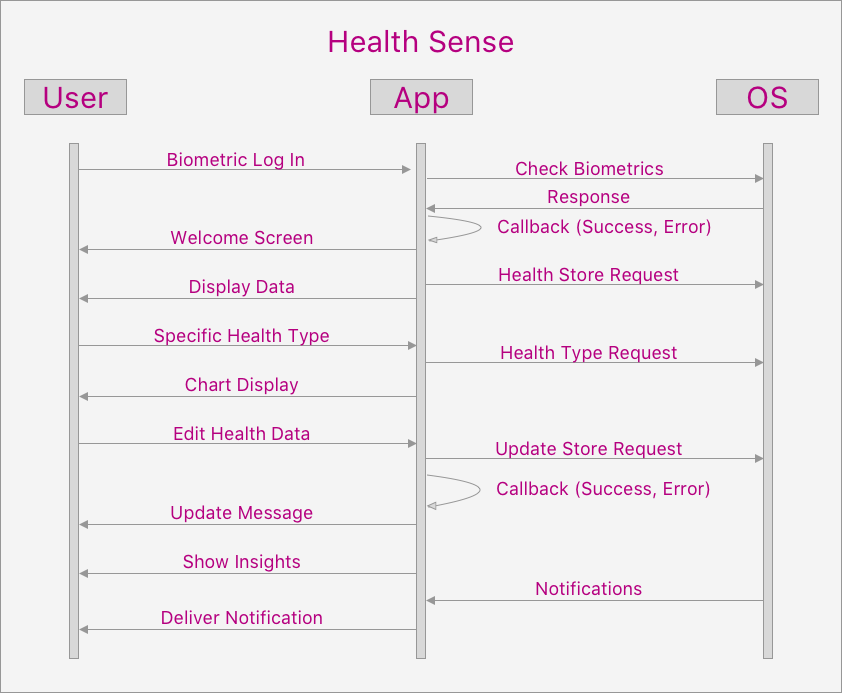 Health Sense
User
App
OS
Biometric Log In
Check Biometrics
Response
Callback (Success, Error)
Welcome Screen
Health Store Request
Display Data
Specific Health Type
Health Type Request
Chart Display
Edit Health Data
Update Store Request
Callback (Success, Error)
Update Message
Show Insights
Notifications
Deliver Notification